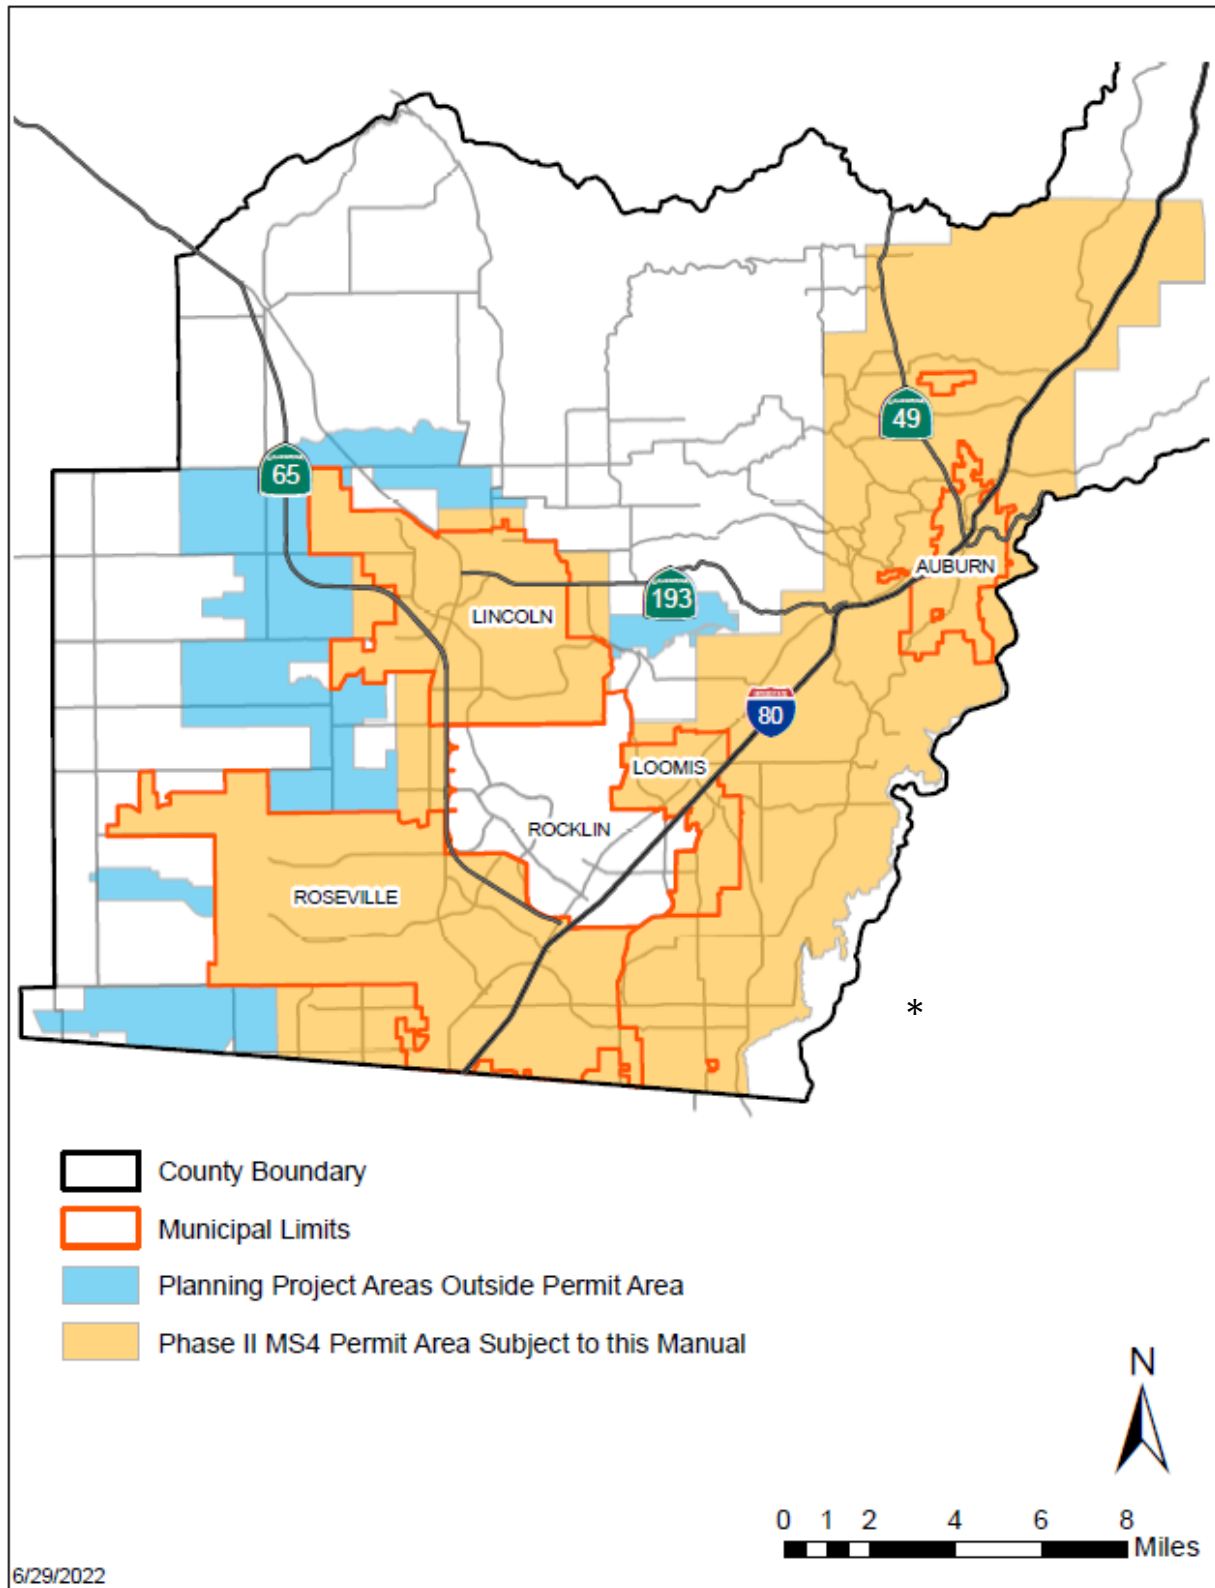 49
65
AUBURN
193
LINCOLN
80
LOOMIS
ROCKLIN
ROSEVILLE
*
County Boundary
Municipal Limits
Planning Project Areas Outside Permit Area
Phase II MS4 Permit Area Subject to this Manual
N
0 1 2 4 6 8
Miles
6/29/2022